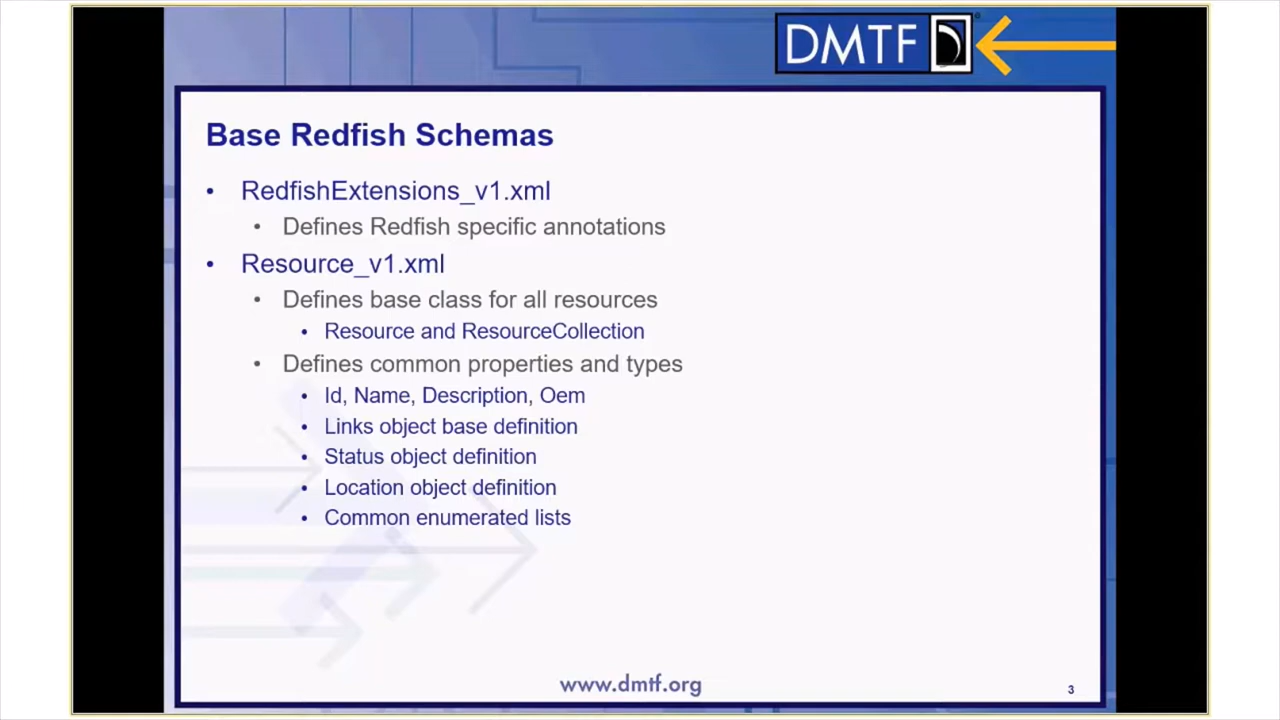 DMTF
Base Redfish Schemas
• RedfishExtensions_v1.xml
• Defines Redfish specific annotations
• Resource_v1.xml
• Defines base class for all resources
• Resource and ResourceCollection
• Defines common properties and types
• Id, Name, Description, Oem
• Links object base definition
• Status object definition
• Location object definition
• Common enumerated lists
www.dmtf.org
3